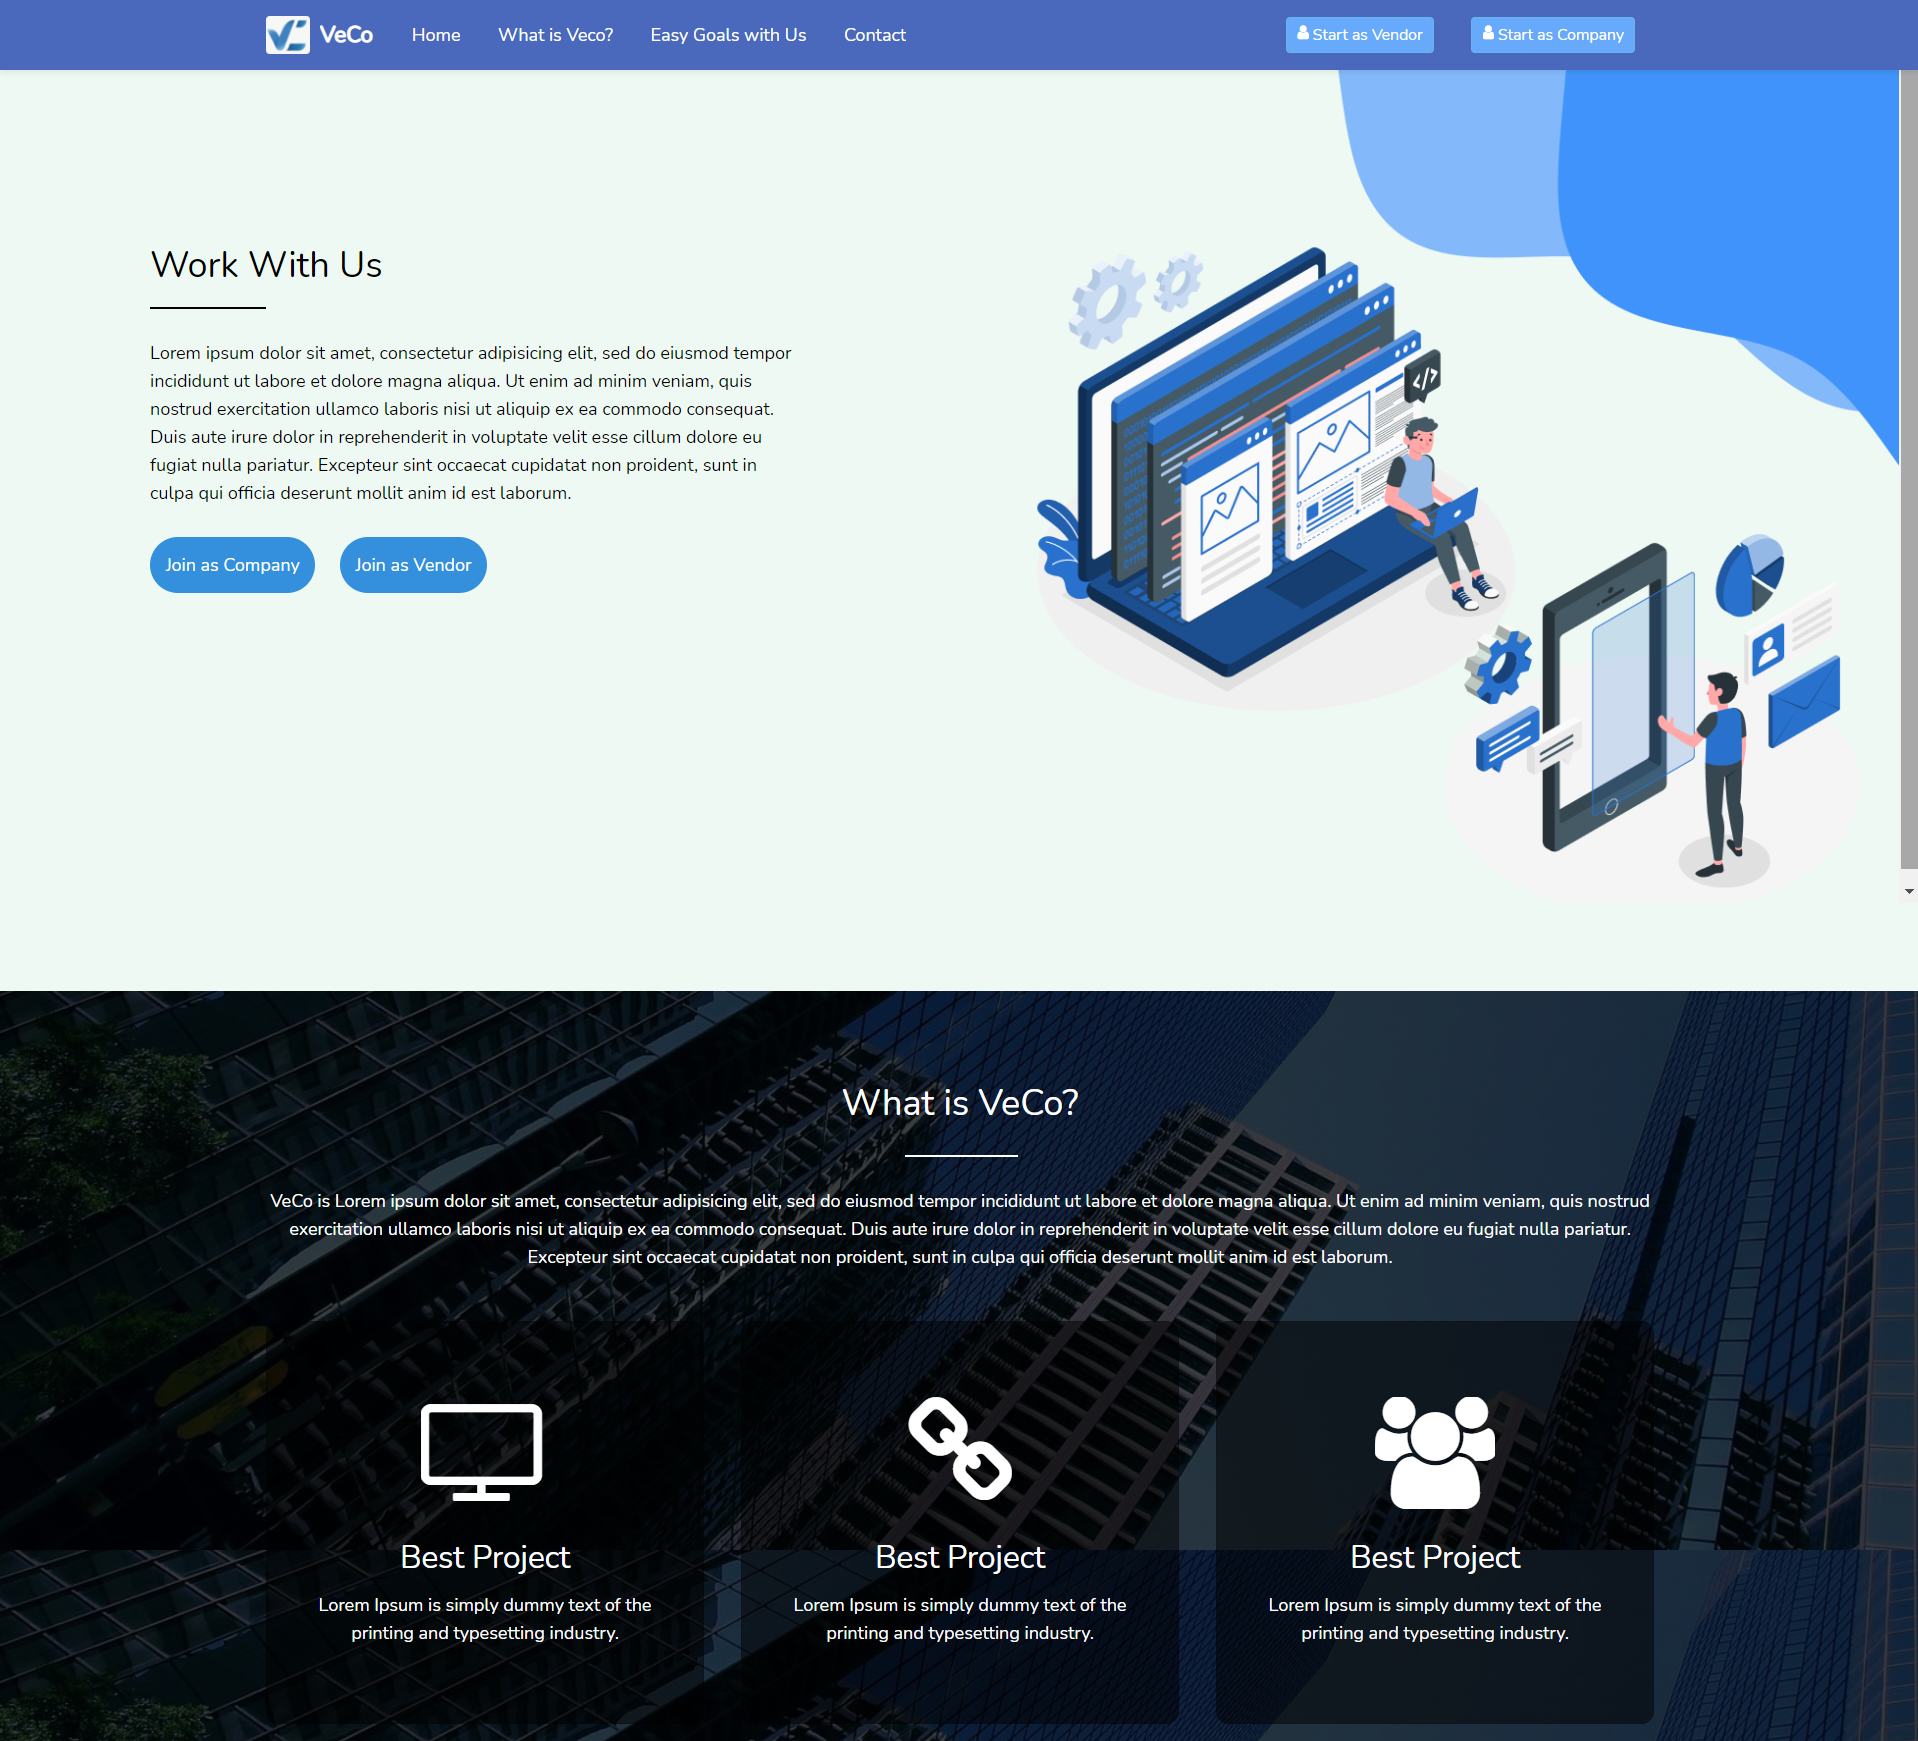 VeCo Home What is Veco? Easy Goals with Us Contact Start as Vendor Start as Company
Work With Us
Lorem ipsum dolor sit amet, consectetur adipisicing elit, sed do eiusmod tempor
incididunt ut labore et dolore magna aliqua. Ut enim ad minim veniam, quis
nostrud exercitation ullamco laboris nisi ut aliquip ex ea commodo consequat.
Duis aute irure dolor in reprehenderit in voluptate velit esse cillum dolore eu
fugiat nulla pariatur. Excepteur sint occaecat cupidatat non proident, sunt in
culpa qui officia deserunt mollit anim id est laborum.
Join as Company Join as Vendor
</>
What is VeCo?
VeCo is Lorem ipsum dolor sit amet, consectetur adipisicing elit, sed do eiusmod tempor incididunt ut labore et dolore magna aliqua. Ut enim ad minim veniam, quis nostrud
exercitation ullamco laboris nisi ut aliquip ex ea commodo consequat. Duis aute irure dolor in reprehenderit in voluptate velit esse cillum dolore eu fugiat nulla pariatur.
Excepteur sint occaecat cupidatat non proident, sunt in culpa qui officia deserunt mollit anim id est laborum.
Best Project
Lorem Ipsum is simply dummy text of the
printing and typesetting industry.
Best Project
Lorem Ipsum is simply dummy text of the
printing and typesetting industry.
Best Project
Lorem Ipsum is simply dummy text of the
printing and typesetting industry.